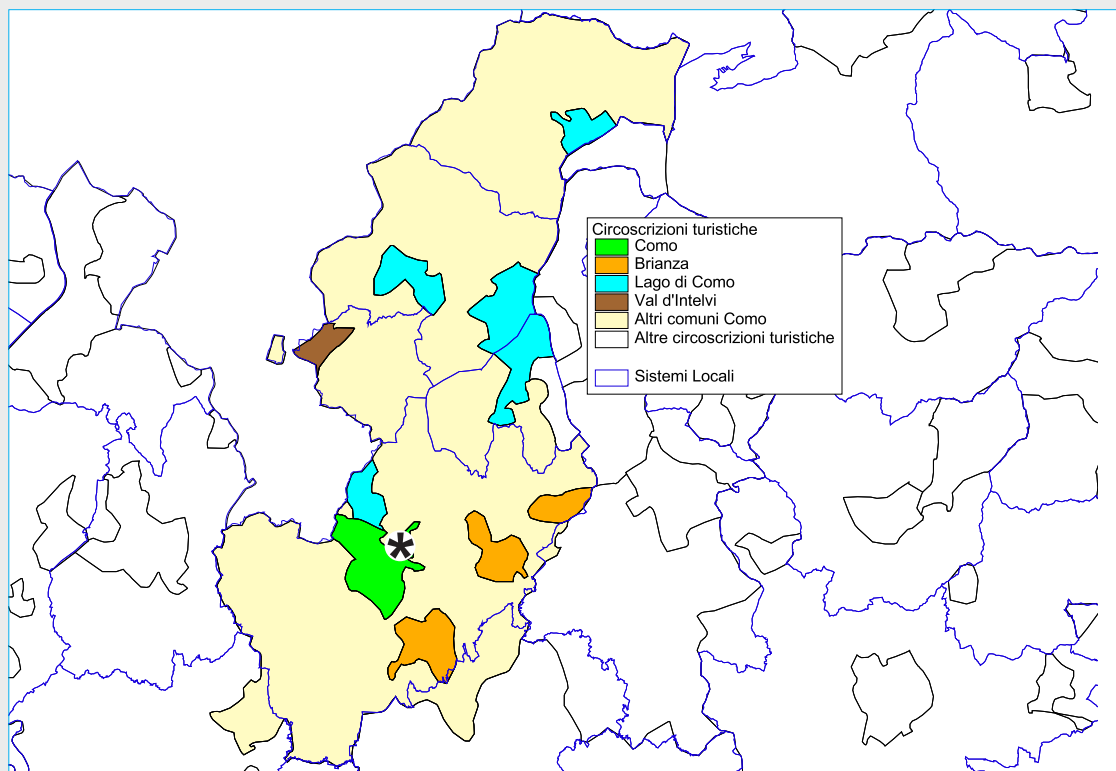 Circoscrizioni turistiche
Como
Brianza
Lago di Como
Val d'Intelvi
Altri comuni Como
Altre circoscrizioni turistiche
Sistemi Locali